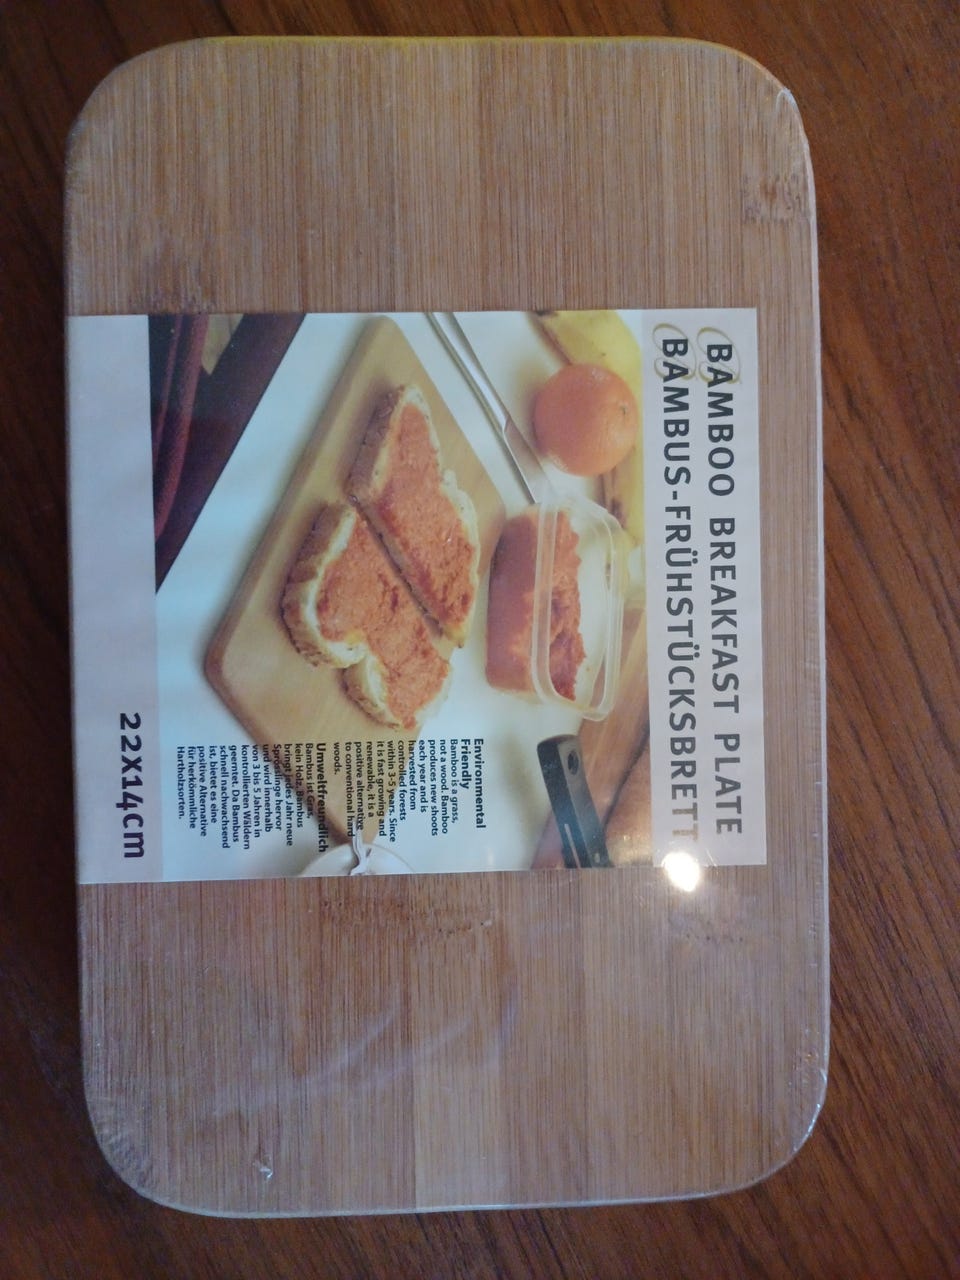 BAMBOO BREAKFAST PLATE
BAMBUS-FRÜHSTÜCKSBRETT
Environmental
Friendly
Bamboo is a grass,
not a wood. Bamboo
produces new shoots
each year and is
harvested from
controlled forests
within 3-5 years. Since
it is fast growing and
renewable, it is a
positive alternative
to conventional hard
woods.
Umweltfreundlich
Bambus ist Gras,
kein Holz. Bambus
bringt jedes Jahr neue
Sprösslinge hervor
und wird innerhalb
von 3 bis 5 Jahren in
kontrollierten Wäldern
geerntet. Da Bambus
schnell nachwachsend
ist, bietet es eine
positive Alternative
für herkömmliche
Hartholzsorten.
22X14cm